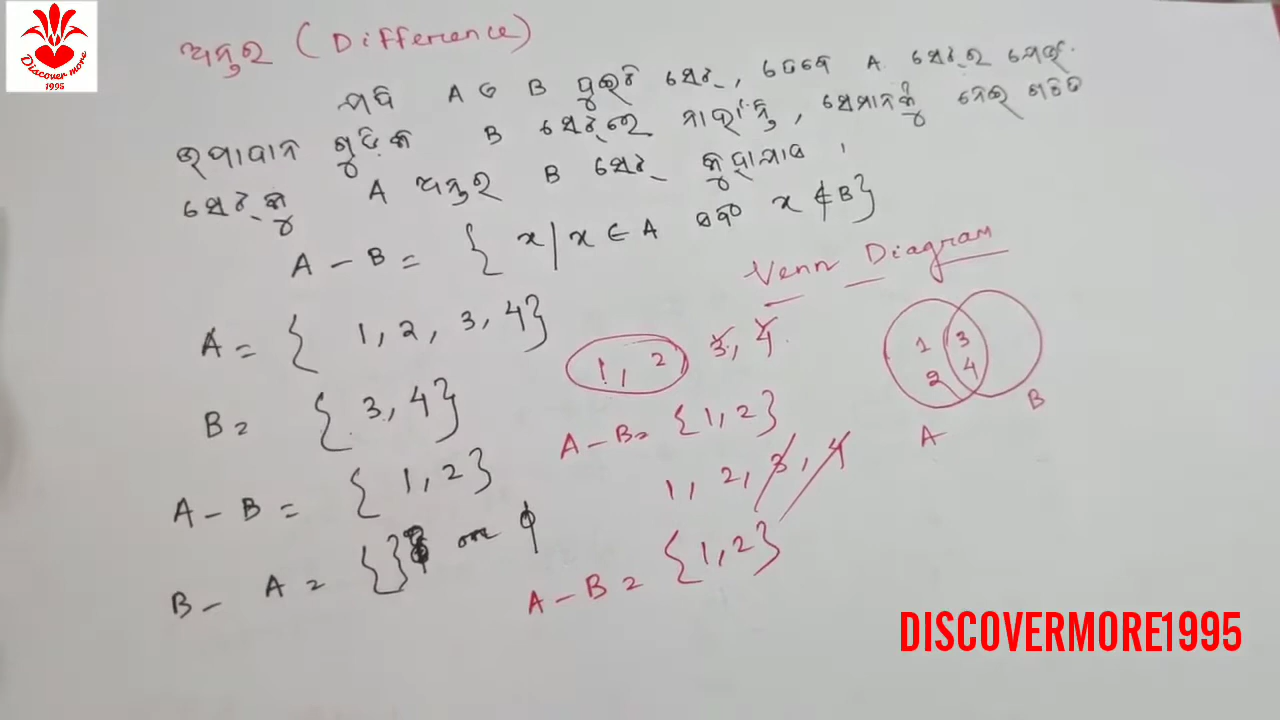 Discover more
1995
ଅନ୍ତର (Difference)
ଯଦି A ଓ B ଦୁଇଟି ସେଟ୍, ତେବେ A ସେଟ୍‌ର ଯେଉଁ
ଉପାଦାନ ଗୁଡ଼ିକ B ସେଟ୍‌ରେ ନାହାଁନ୍ତି, ସେମାନଙ୍କୁ ନେଇ ଗଠିତ
ସେଟ୍‌କୁ A ଅନ୍ତର B ସେଟ୍ କୁହାଯାଏ ।
A - B = { x | x ∈ A ଏବଂ x ∉ B}
Venn Diagram
A = { 1, 2, 3, 4}
1, 2 3, 4
1 3
2 4
A B
B = { 3, 4}
A - B = {1, 2}
1, 2, 3, 4
A - B = { 1, 2}
A - B = {1, 2}
B - A = { } or ϕ
DISCOVERMORE1995